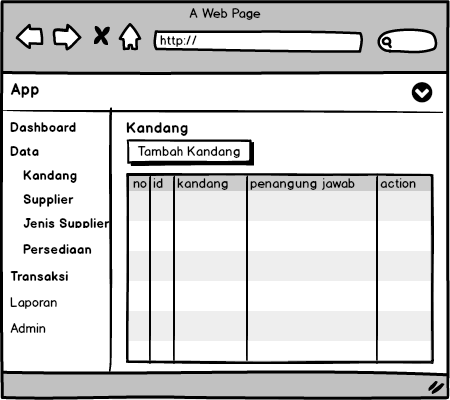 A Web Page
http://
App
Dashboard
Data
Kandang
Supplier
Jenis Supplier
Persediaan
Transaksi
Laporan
Admin
Kandang
Tambah Kandang
no id kandang penangung jawab action